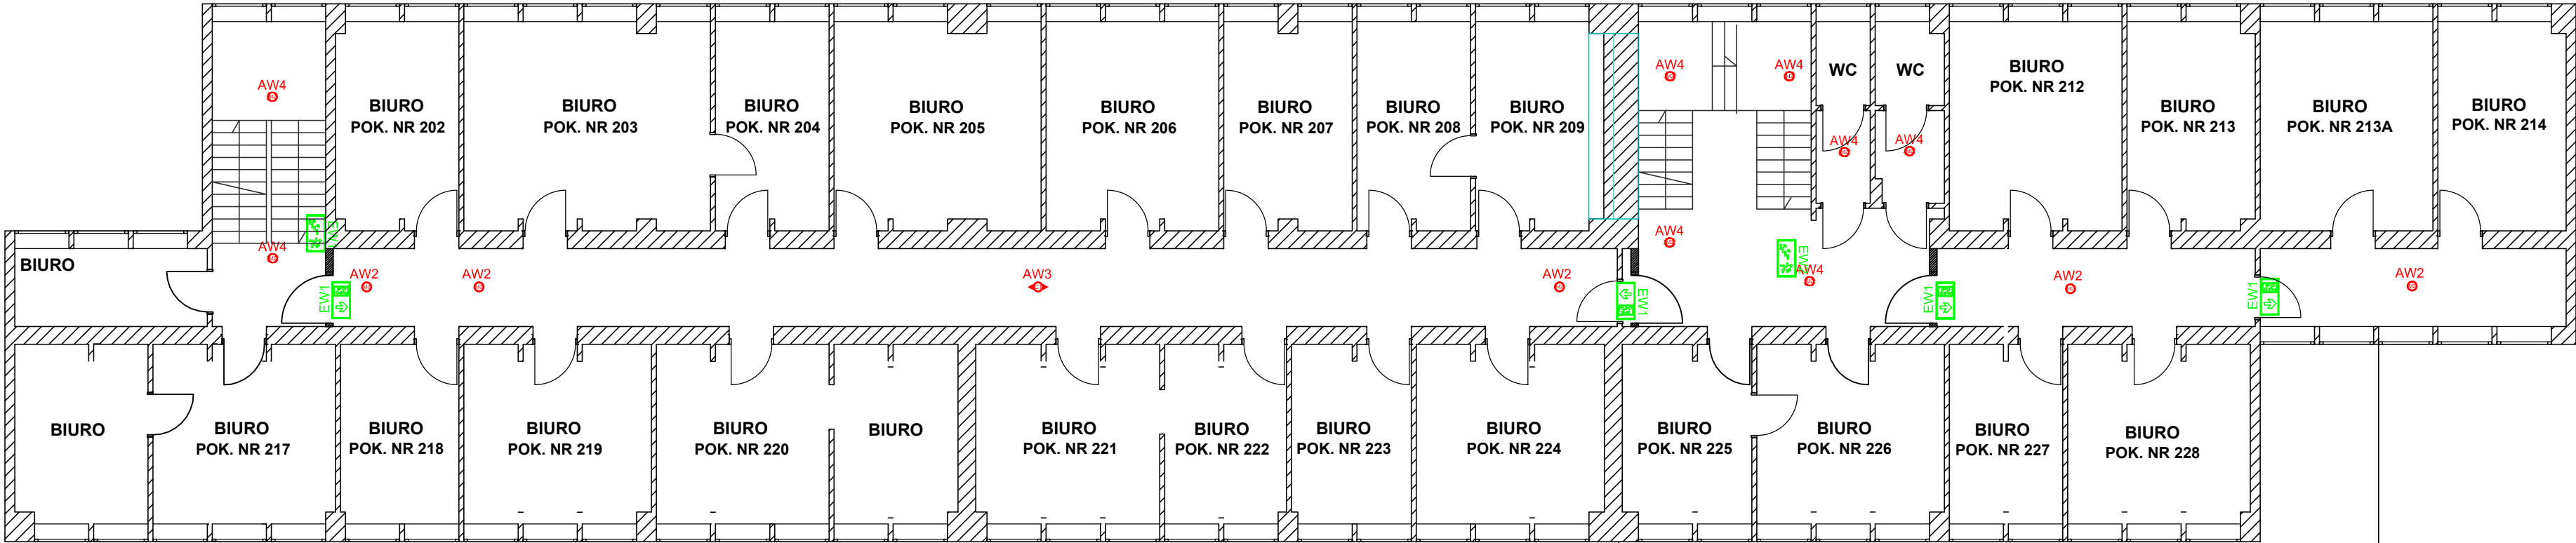 AW4
AW4
AW4
WC
WC
BIURO
POK. NR 202
BIURO
POK. NR 203
BIURO
POK. NR 204
BIURO
POK. NR 205
BIURO
POK. NR 206
BIURO
POK. NR 207
BIURO
POK. NR 208
BIURO
POK. NR 209
BIURO
POK. NR 212
BIURO
POK. NR 213
BIURO
POK. NR 213A
BIURO
POK. NR 214
AW4
AW4
BIURO
AW4
AW2
AW2
AW3
AW2
AW4
AW4
AW2
AW2
EW1
EW1
EW1
EW1
BIURO
BIURO
POK. NR 217
BIURO
POK. NR 218
BIURO
POK. NR 219
BIURO
POK. NR 220
BIURO
BIURO
POK. NR 221
BIURO
POK. NR 222
BIURO
POK. NR 223
BIURO
POK. NR 224
BIURO
POK. NR 225
BIURO
POK. NR 226
BIURO
POK. NR 227
BIURO
POK. NR 228